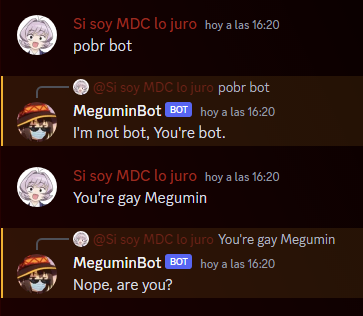 Si soy MDC lo juro hoy a las 16:20
pobr bot
@Si soy MDC lo juro pobr bot
MeguminBot BOT hoy a las 16:20
I'm not bot, You're bot.
Si soy MDC lo juro hoy a las 16:20
You're gay Megumin
@Si soy MDC lo juro You're gay Megumin
MeguminBot BOT hoy a las 16:20
Nope, are you?